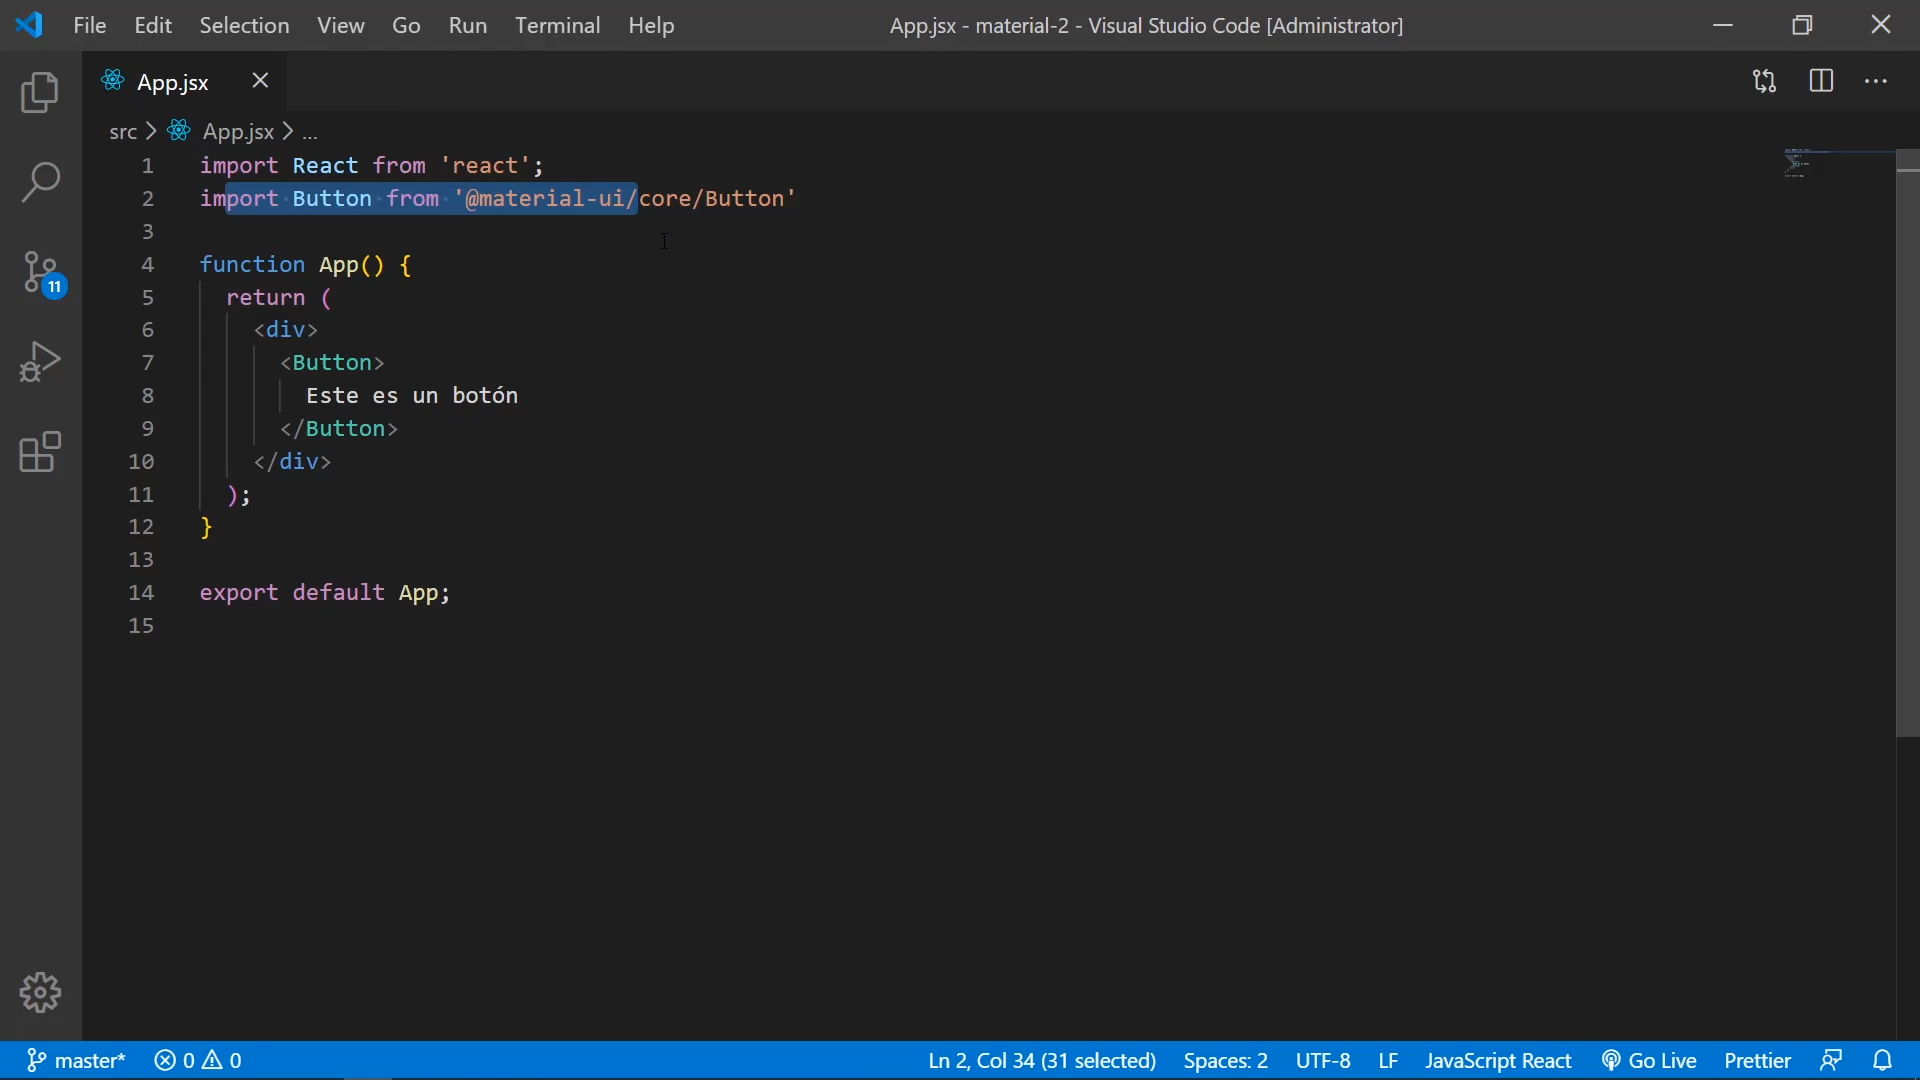 File Edit Selection View Go Run Terminal Help App.jsx - material-2 - Visual Studio Code [Administrator]
App.jsx
src > App.jsx > ...
1 import React from 'react';
2 import Button from '@material-ui/core/Button'
3
4 function App() {
5 return (
6 <div>
7 <Button>
8 Este es un botón
9 </Button>
10 </div>
11 );
12 }
13
14 export default App;
15
11
master* 0 0 Ln 2, Col 34 (31 selected) Spaces: 2 UTF-8 LF JavaScript React Go Live Prettier